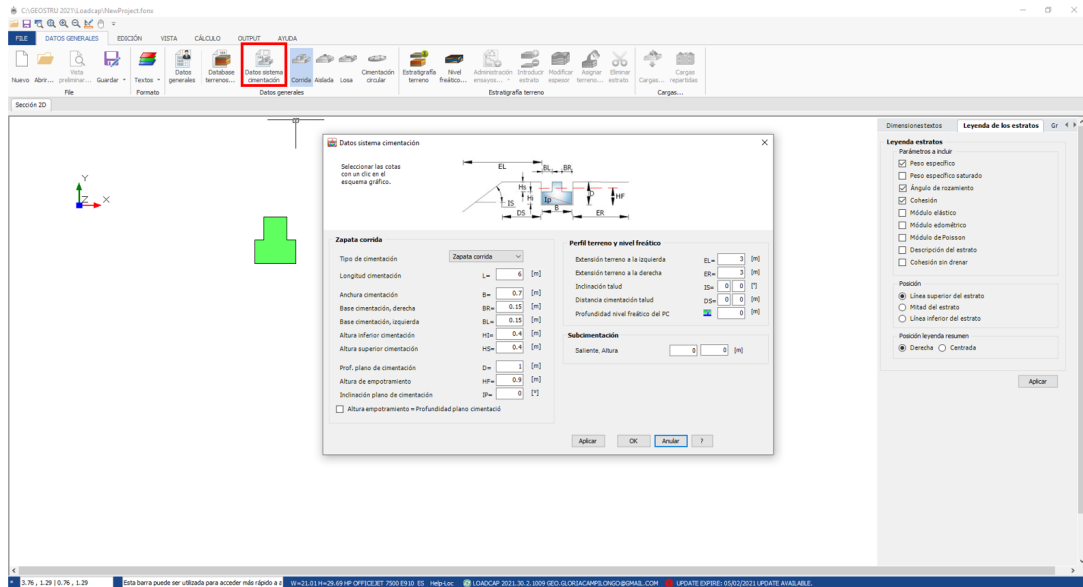 C:\GEOSTRU 2021\Loadcap\NewProject.fonx
FILE DATOS GENERALES EDICIÓN VISTA CÁLCULO OUTPUT AYUDA
Nuevo Abrir... Vista preliminar... Guardar Textos Datos generales Database terrenos... Datos sistema cimentación Corrida Aislada Losa Cimentación circular Estratigrafía terreno Nivel freático... Administración ensayos... Introducir estrato Modificar espesor Asignar terreno... Eliminar estrato Cargas... Cargas repartidas
File Formato Datos generales Estratigrafía terreno Cargas...
Sección 2D
Y
Z X
Datos sistema cimentación
Seleccionar las cotas
con un clic en el
esquema gráfico.
EL BL BR
Hs
Hi Ip D HF
IS
DS B ER
Zapata corrida
Tipo de cimentación Zapata corrida
Longitud cimentación L= 6 [m]
Anchura cimentación B= 0.7 [m]
Base cimentación, derecha BR= 0.15 [m]
Base cimentación, izquierda BL= 0.15 [m]
Altura inferior cimentación HI= 0.4 [m]
Altura superior cimentación HS= 0.4 [m]
Prof. plano de cimentación D= 1 [m]
Altura de empotramiento HF= 0.9 [m]
Inclinación plano de cimentación IP= 0 [°]
Altura empotramiento = Profundidad plano cimentació
Perfil terreno y nivel freático
Extensión terreno a la izquierda EL= 3 [m]
Extensión terreno a la derecha ER= 3 [m]
Inclinación talud IS= 0 0 [°]
Distancia cimentación talud DS= 0 0 [m]
Profundidad nivel freático del PC 0 [m]
Subcimentación
Saliente, Altura 0 0 [m]
Aplicar OK Anular ?
Dimensiones textos Leyenda de los estratos Gr
Leyenda estratos
Parámetros a incluir
Peso específico
Peso específico saturado
Ángulo de rozamiento
Cohesión
Módulo elástico
Módulo edométrico
Módulo de Poisson
Descripción del estrato
Cohesión sin drenar
Posición
Línea superior del estrato
Mitad del estrato
Línea inferior del estrato
Posición leyenda resumen
Derecha Centrada
Aplicar
3.76 , 1.29 | 0.76 , 1.29 Esta barra puede ser utilizada para acceder más rápido a a W=21.01 H=29.69 HP OFFICEJET 7500 E910 ES Help-Loc LOADCAP 2021.30.2.1009 GEO.GLORIACAMPILONGO@GMAIL.COM UPDATE EXPIRE: 05/02/2021 UPDATE AVAILABLE.